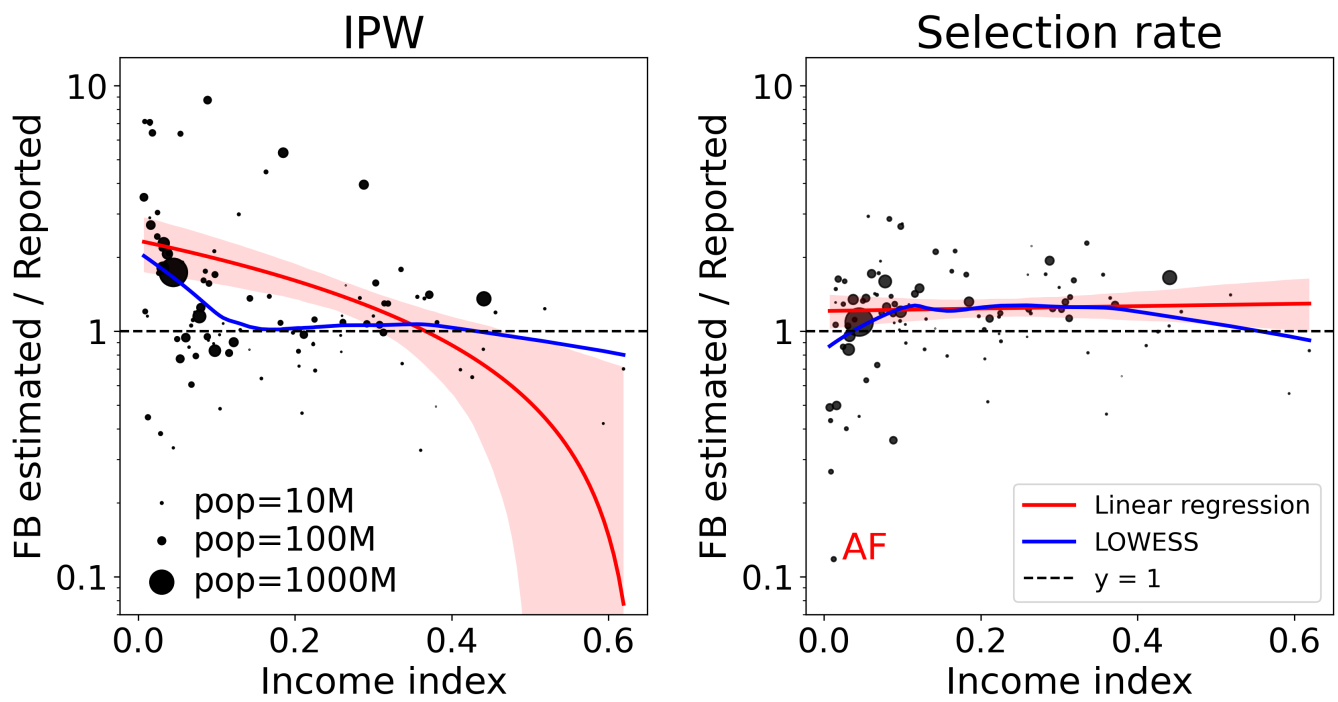 IPW
FB estimated / Reported
10
1
0.1
pop=10M
pop=100M
pop=1000M
0.0 0.2 0.4 0.6
Income index
Selection rate
FB estimated / Reported
10
1
0.1
AF
Linear regression
LOWESS
y = 1
0.0 0.2 0.4 0.6
Income index